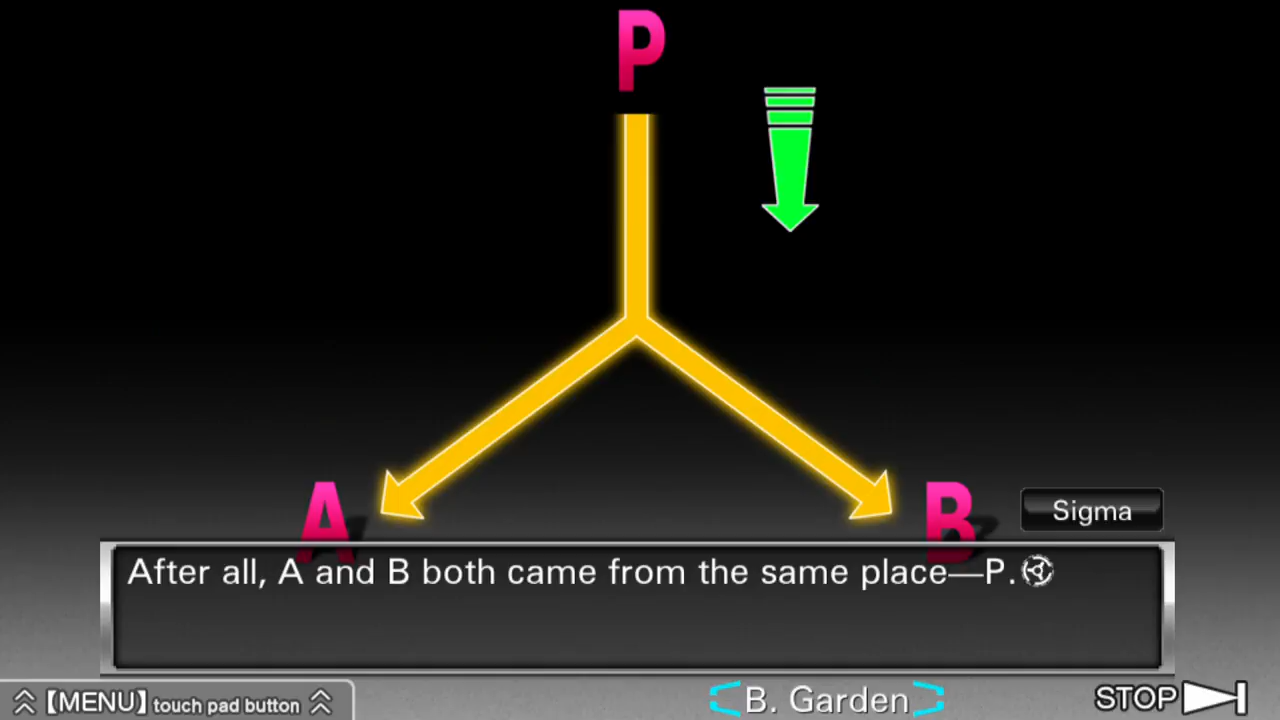 P
A
B
Sigma
After all, A and B both came from the same place—P.
【MENU】touch pad button
B. Garden
STOP